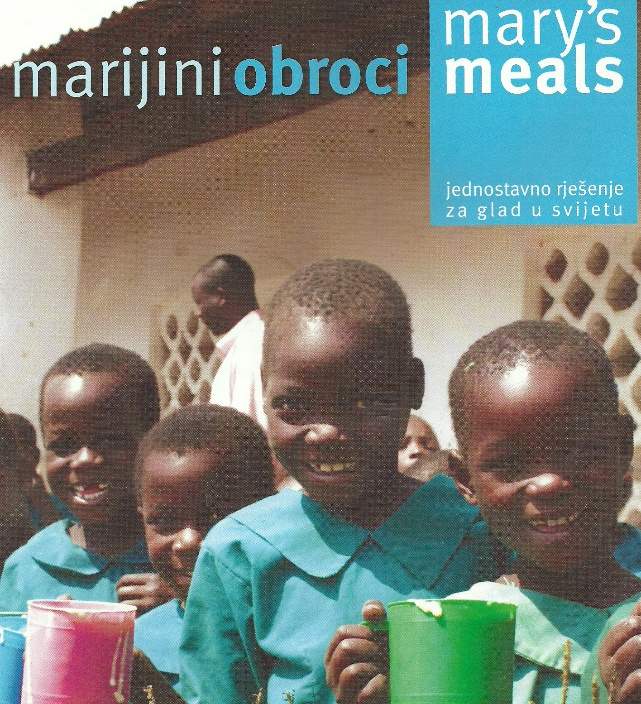 marijini obroci
mary's
meals
jednostavno rješenje
za glad u svijetu